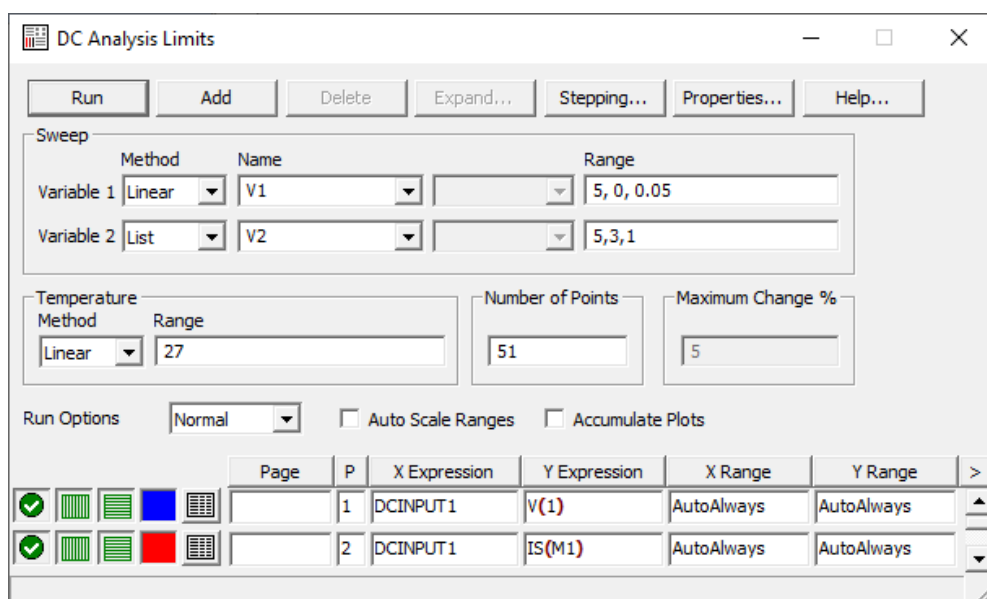 DC Analysis Limits
Run Add Delete Expand... Stepping... Properties... Help...
Sweep
Method Name Range
Variable 1 Linear V1 5, 0, 0.05
Variable 2 List V2 5,3,1
Temperature Number of Points Maximum Change %
Method Range
Linear 27 51 5
Run Options Normal Auto Scale Ranges Accumulate Plots
Page P X Expression Y Expression X Range Y Range >
1 DCINPUT1 V(1) AutoAlways AutoAlways
2 DCINPUT1 IS(M1) AutoAlways AutoAlways